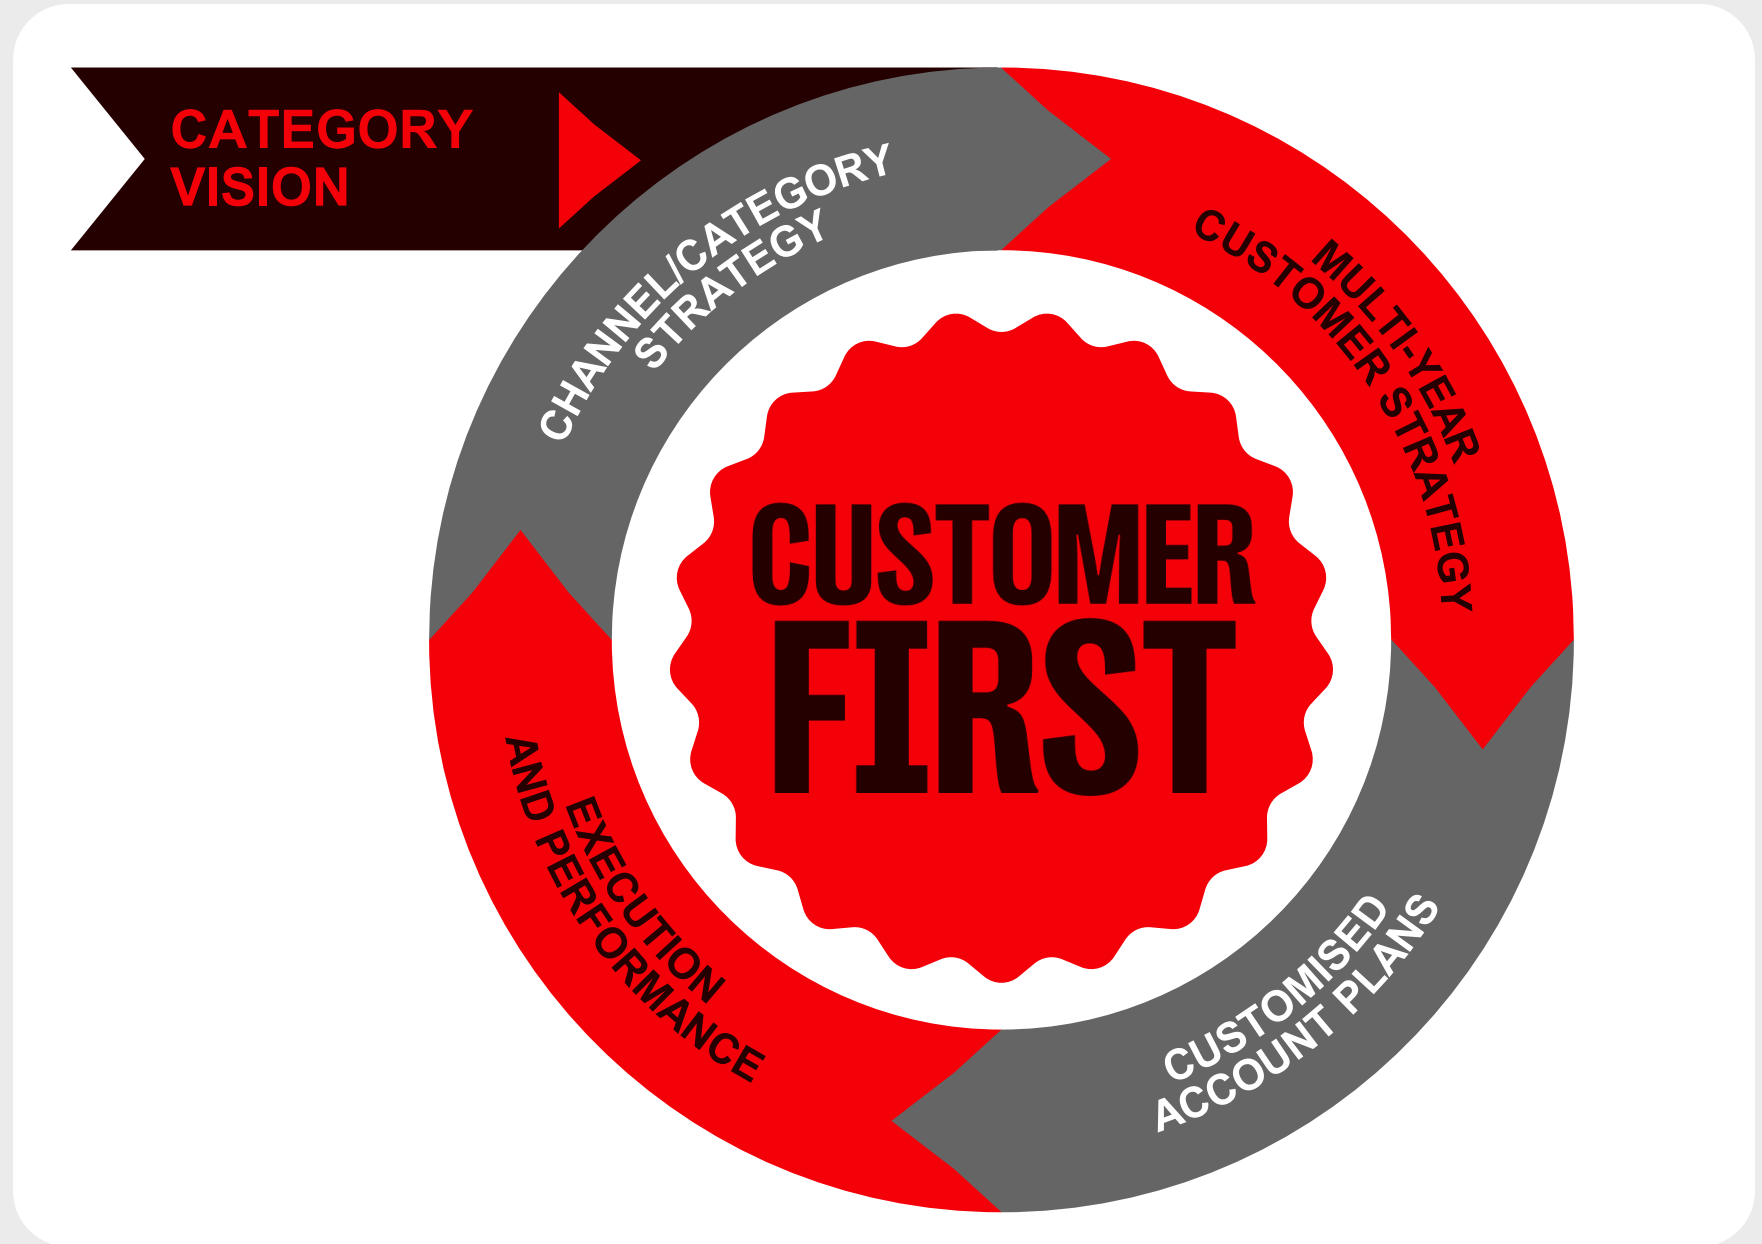 CATEGORY
VISION
CHANNEL/CATEGORY
STRATEGY
MULTI-YEAR
CUSTOMER STRATEGY
CUSTOMER
FIRST
EXECUTION
AND PERFORMANCE
CUSTOMISED
ACCOUNT PLANS